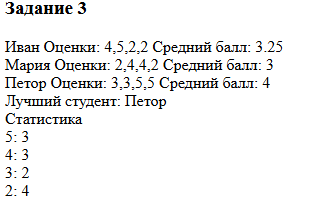 Задание 3
Иван Оценки: 4,5,2,2 Средний балл: 3.25
Мария Оценки: 2,4,4,2 Средний балл: 3
Петор Оценки: 3,3,5,5 Средний балл: 4
Лучший студент: Петор
Статистика
5: 3
4: 3
3: 2
2: 4